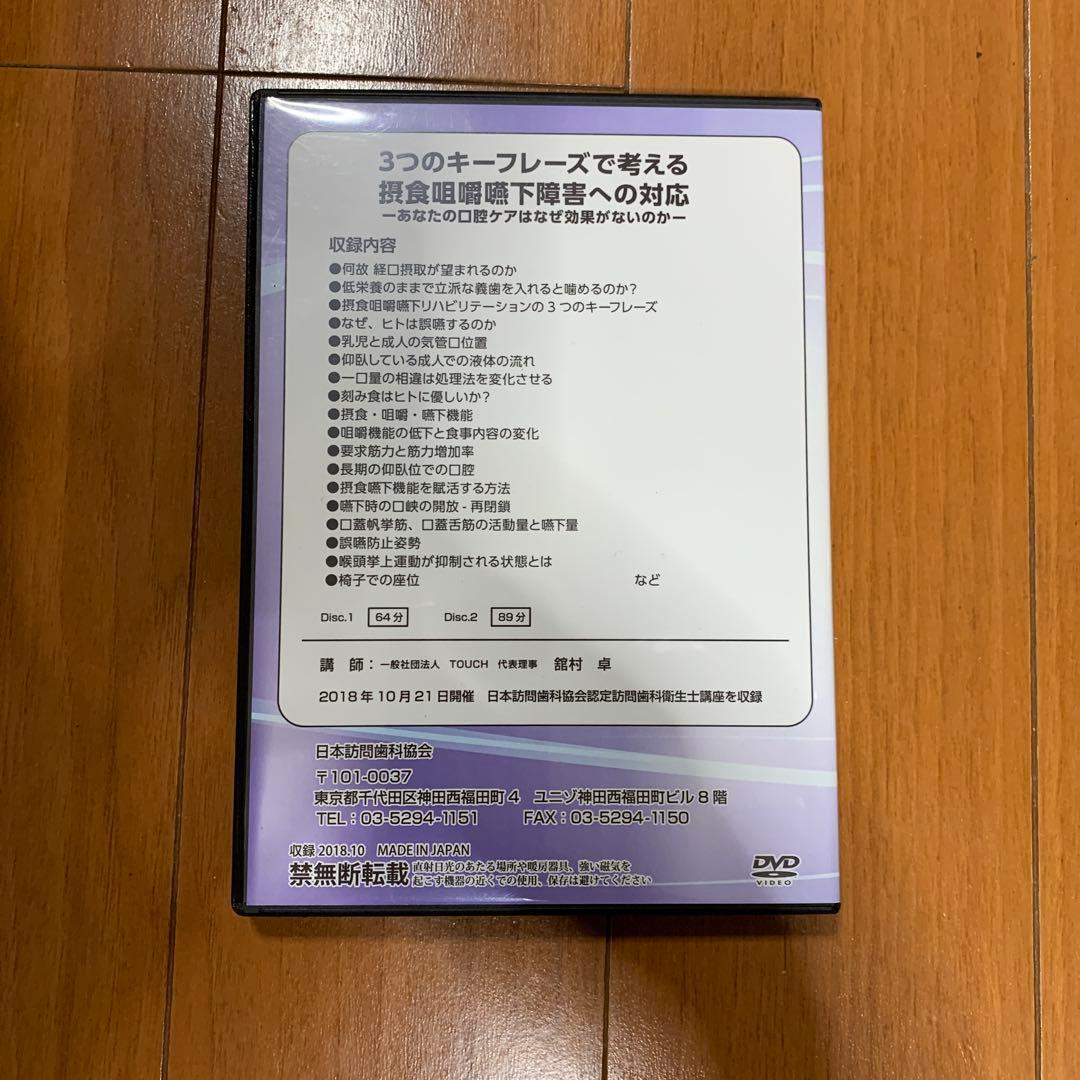 3つのキーフレーズで考える
摂食咀嚼嚥下障害への対応
ーあなたの口腔ケアはなぜ効果がないのかー
収録内容
●何故 経口摂取が望まれるのか
●低栄養のままで立派な義歯を入れると噛めるのか？
●摂食咀嚼嚥下リハビリテーションの3つのキーフレーズ
●なぜ、ヒトは誤嚥するのか
●乳児と成人の気管口位置
●仰臥している成人での液体の流れ
●一口量の相違は処理法を変化させる
●刻み食はヒトに優しいか？
●摂食・咀嚼・嚥下機能
●咀嚼機能の低下と食事内容の変化
●要求筋力と筋力増加率
●長期の仰臥位での口腔
●摂食嚥下機能を賦活する方法
●嚥下時の口峡の開放 - 再閉鎖
●口蓋帆挙筋、口蓋舌筋の活動量と嚥下量
●誤嚥防止姿勢
●喉頭挙上運動が抑制される状態とは
●椅子での座位 など
Disc.1 64分 Disc.2 89分
講 師：一般社団法人 TOUCH 代表理事 舘村 卓
2018年10月21日開催 日本訪問歯科協会認定訪問歯科衛生士講座を収録
日本訪問歯科協会
〒101-0037
東京都千代田区神田西福田町4 ユニゾ神田西福田町ビル8階
TEL：03-5294-1151 FAX：03-5294-1150
収録 2018.10 MADE IN JAPAN
禁無断転載 直射日光のあたる場所や暖房器具、強い磁気を
起こす機器の近くでの使用、保存は避けてください
DVD
VIDEO